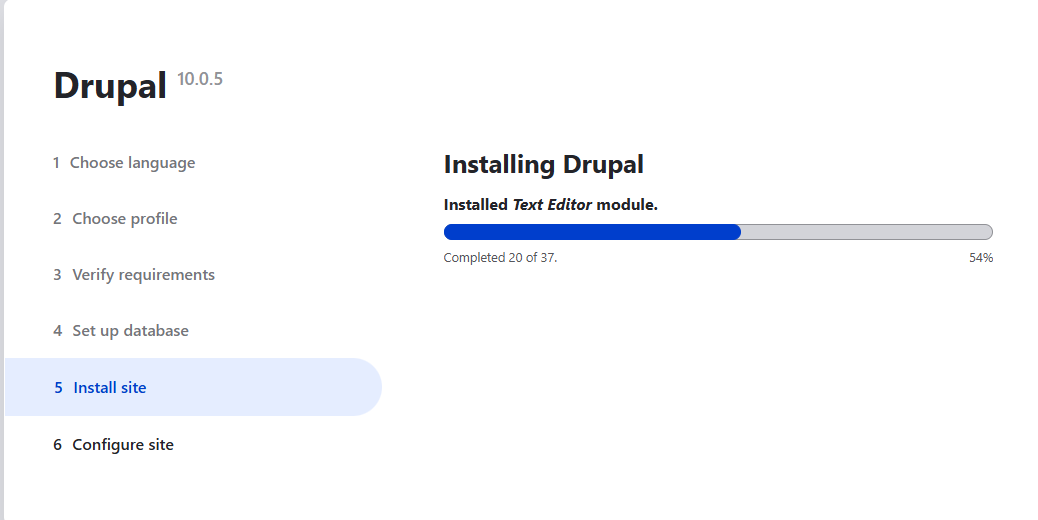 Drupal 10.0.5
1 Choose language
2 Choose profile
3 Verify requirements
4 Set up database
5 Install site
6 Configure site
Installing Drupal
Installed Text Editor module.
Completed 20 of 37. 54%